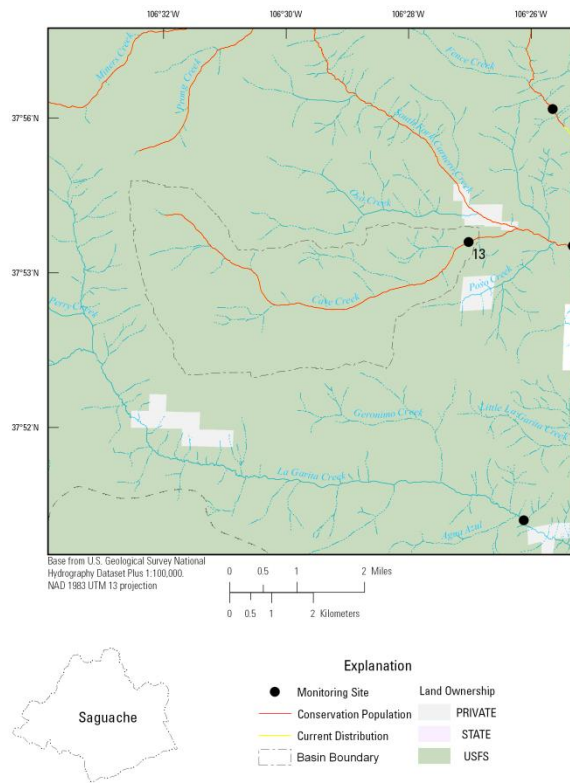 106°32'W 106°30'W 106°28'W 106°26'W
Miners Creek
Prong Creek
Fence Creek
37°56'N
South Fork Carnero Creek
Oso Creek
13
37°53'N
Poso Creek
Perry Creek
Cave Creek
Geronimo Creek
Little La Garita Creek
37°52'N
La Garita Creek
Agua Azul
Base from U.S. Geological Survey National
Hydrography Dataset Plus 1:100,000.
NAD 1983 UTM 13 projection
0 0.5 1 2 Miles
0 0.5 1 2 Kilometers
Saguache
Explanation
Monitoring Site
Conservation Population
Current Distribution
Basin Boundary
Land Ownership
PRIVATE
STATE
USFS